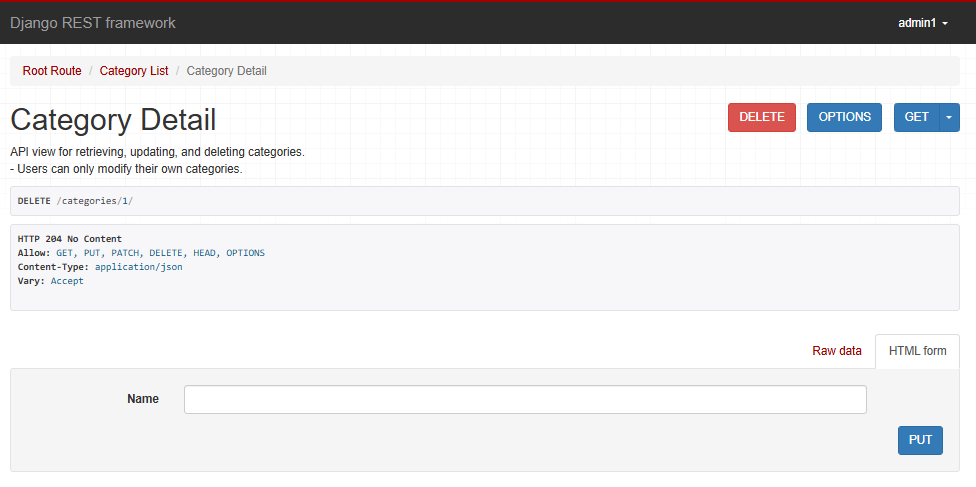 Django REST framework
admin1
Root Route / Category List / Category Detail
Category Detail
DELETE OPTIONS GET
API view for retrieving, updating, and deleting categories.
- Users can only modify their own categories.
DELETE /categories/1/
HTTP 204 No Content
Allow: GET, PUT, PATCH, DELETE, HEAD, OPTIONS
Content-Type: application/json
Vary: Accept
Raw data HTML form
Name
PUT